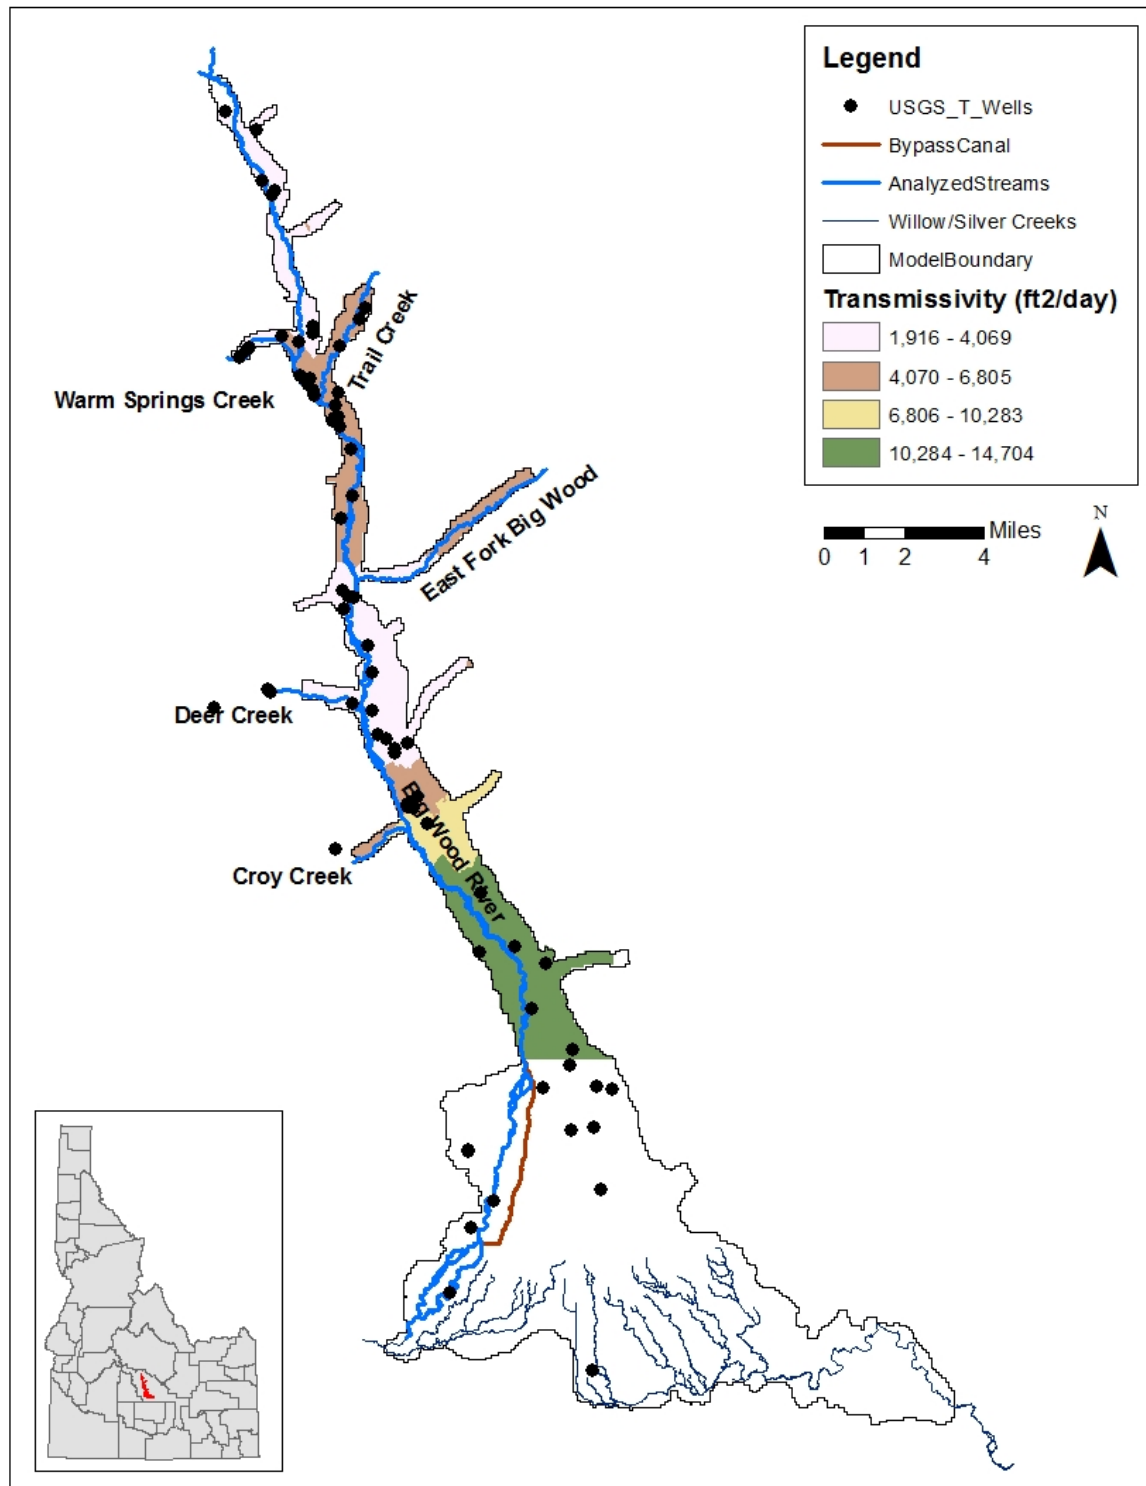 Legend
USGS_T_Wells
BypassCanal
AnalyzedStreams
Willow/Silver Creeks
ModelBoundary
Transmissivity (ft2/day)
1,916 - 4,069
4,070 - 6,805
6,806 - 10,283
10,284 - 14,704
Miles
0 1 2 4
N
Trail Creek
Warm Springs Creek
East Fork Big Wood
Deer Creek
Big Wood River
Croy Creek